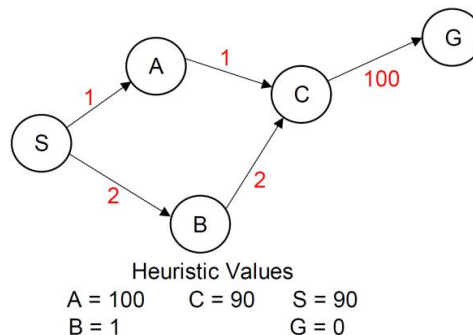 G
A
1
1
C
100
S
2
2
B
Heuristic Values
A = 100 C = 90 S = 90
B = 1 G = 0